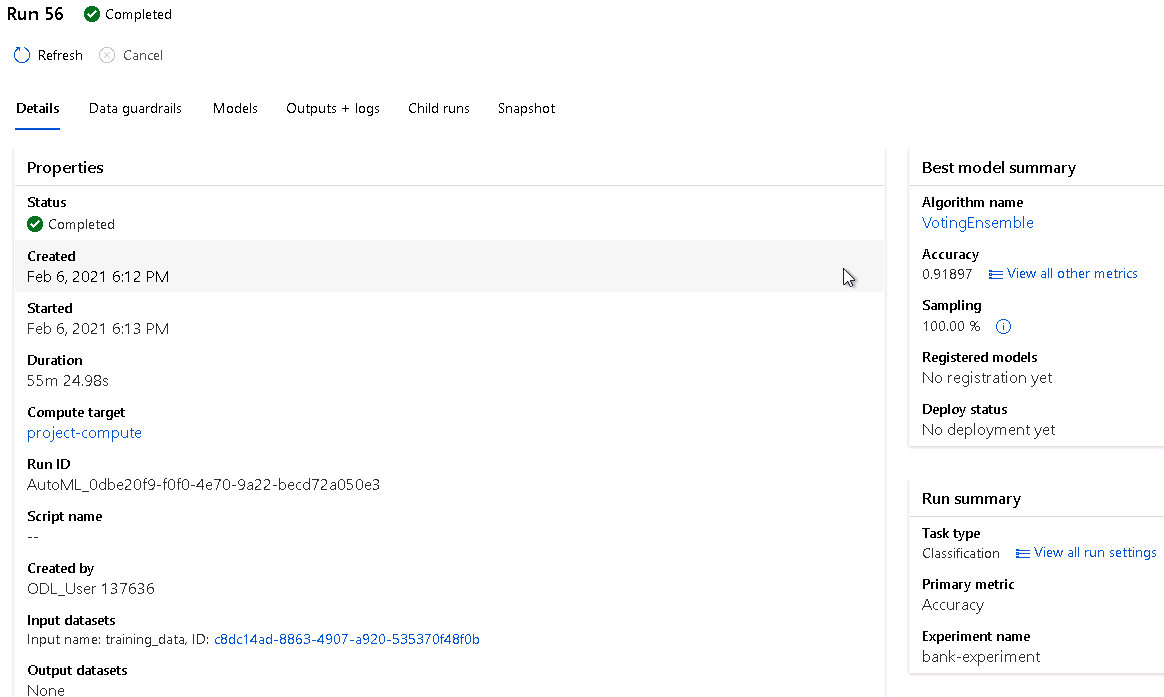 Run 56 Completed
Refresh Cancel
Details Data guardrails Models Outputs + logs Child runs Snapshot
Properties
Status
Completed
Created
Feb 6, 2021 6:12 PM
Started
Feb 6, 2021 6:13 PM
Duration
55m 24.98s
Compute target
project-compute
Run ID
AutoML_0dbe20f9-f0f0-4e70-9a22-becd72a050e3
Script name
--
Created by
ODL_User 137636
Input datasets
Input name: training_data, ID: c8dc14ad-8863-4907-a920-535370f48f0b
Output datasets
None
Best model summary
Algorithm name
VotingEnsemble
Accuracy
0.91897 View all other metrics
Sampling
100.00 %
Registered models
No registration yet
Deploy status
No deployment yet
Run summary
Task type
Classification View all run settings
Primary metric
Accuracy
Experiment name
bank-experiment